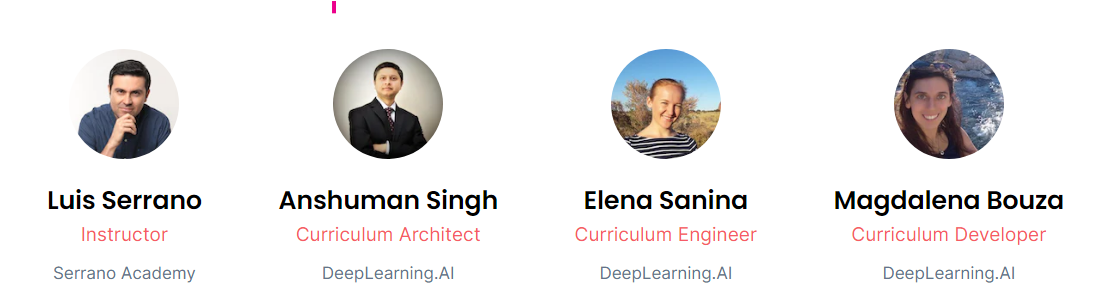 Luis Serrano
Instructor
Serrano Academy
Anshuman Singh
Curriculum Architect
DeepLearning.AI
Elena Sanina
Curriculum Engineer
DeepLearning.AI
Magdalena Bouza
Curriculum Developer
DeepLearning.AI